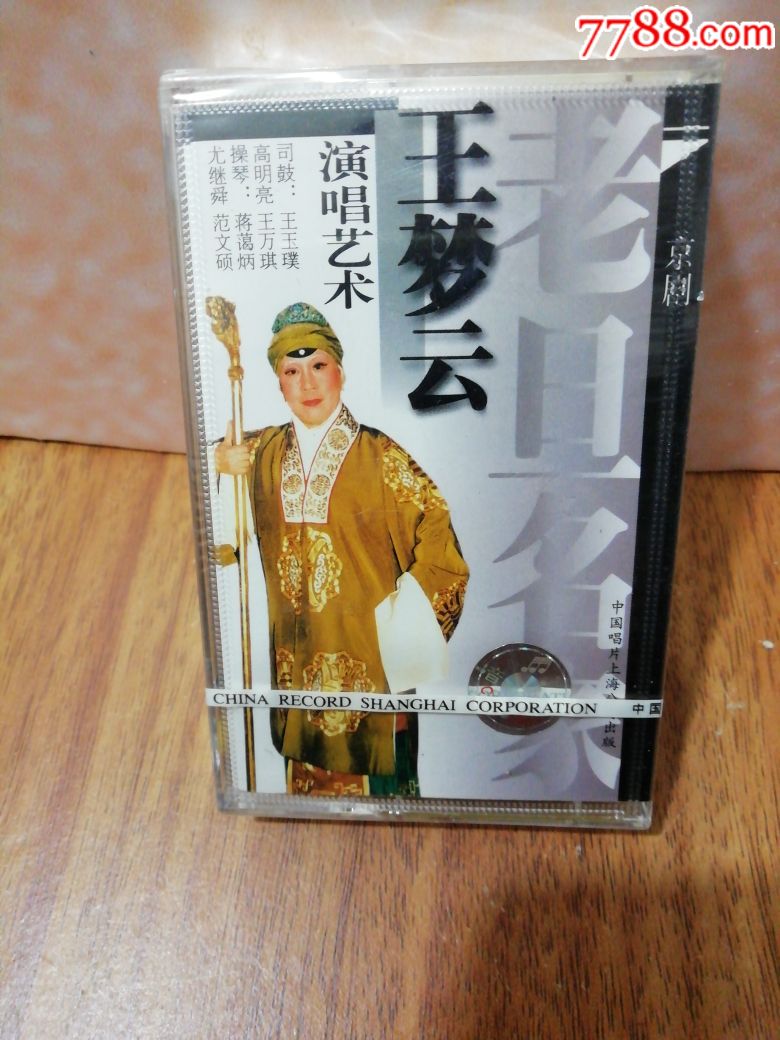 7788.com
京剧
老旦名家
王梦云
演唱艺术
司鼓：王玉璞
高明亮 王万琪
操琴：蒋蔼炳
尤继舜 范文硕
中国唱片上海
出版
CHINA RECORD SHANGHAI CORPORATION 中国
音